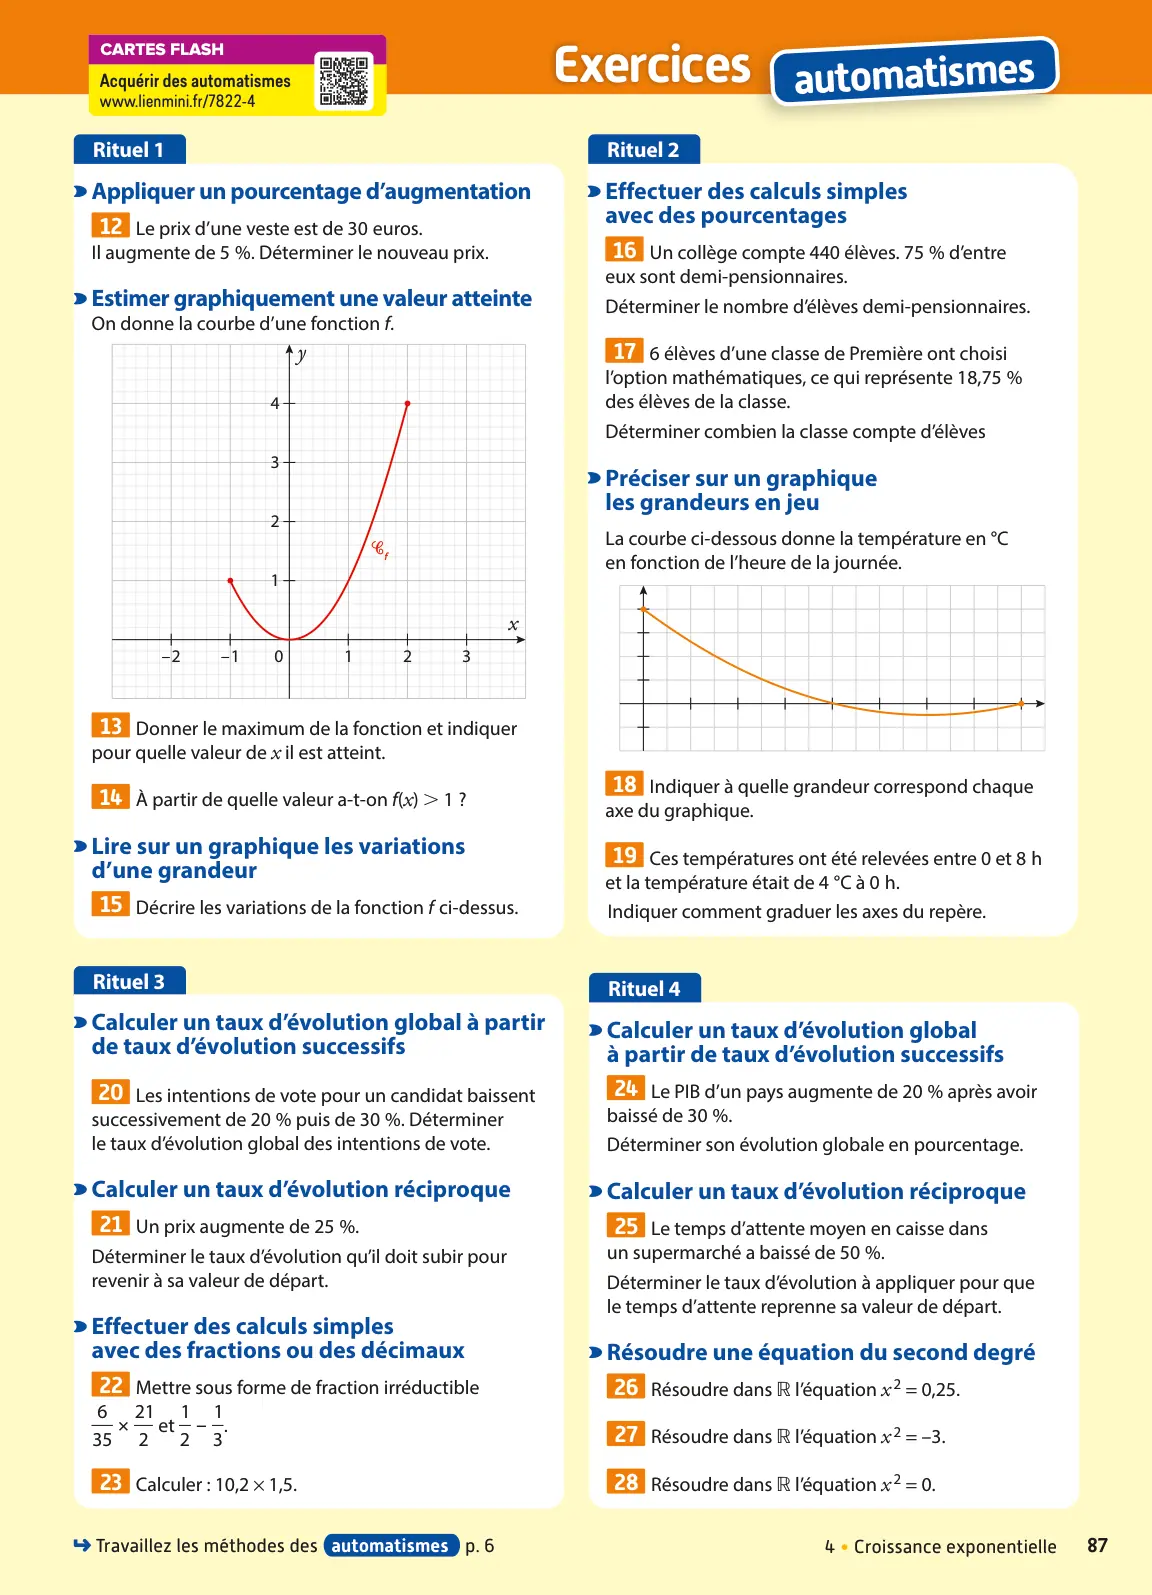 CARTES FLASH
Acquérir des automatismes
www.lienmini.fr/7822-4
Exercices automatismes
Rituel 1
Appliquer un pourcentage d'augmentation
12 Le prix d'une veste est de 30 euros.
Il augmente de 5 %. Déterminer le nouveau prix.
Estimer graphiquement une valeur atteinte
On donne la courbe d'une fonction f.
y
4
3
2
𝒞f
1
x
–2 –1 0 1 2 3
13 Donner le maximum de la fonction et indiquer
pour quelle valeur de x il est atteint.
14 À partir de quelle valeur a-t-on f(x) > 1 ?
Lire sur un graphique les variations
d'une grandeur
15 Décrire les variations de la fonction f ci-dessus.
Rituel 2
Effectuer des calculs simples
avec des pourcentages
16 Un collège compte 440 élèves. 75 % d'entre
eux sont demi-pensionnaires.
Déterminer le nombre d'élèves demi-pensionnaires.
17 6 élèves d'une classe de Première ont choisi
l'option mathématiques, ce qui représente 18,75 %
des élèves de la classe.
Déterminer combien la classe compte d'élèves
Préciser sur un graphique
les grandeurs en jeu
La courbe ci-dessous donne la température en °C
en fonction de l'heure de la journée.
18 Indiquer à quelle grandeur correspond chaque
axe du graphique.
19 Ces températures ont été relevées entre 0 et 8 h
et la température était de 4 °C à 0 h.
Indiquer comment graduer les axes du repère.
Rituel 3
Calculer un taux d'évolution global à partir
de taux d'évolution successifs
20 Les intentions de vote pour un candidat baissent
successivement de 20 % puis de 30 %. Déterminer
le taux d'évolution global des intentions de vote.
Calculer un taux d'évolution réciproque
21 Un prix augmente de 25 %.
Déterminer le taux d'évolution qu'il doit subir pour
revenir à sa valeur de départ.
Effectuer des calculs simples
avec des fractions ou des décimaux
22 Mettre sous forme de fraction irréductible
6/35 × 21/2 et 1/2 – 1/3.
23 Calculer : 10,2 × 1,5.
Rituel 4
Calculer un taux d'évolution global
à partir de taux d'évolution successifs
24 Le PIB d'un pays augmente de 20 % après avoir
baissé de 30 %.
Déterminer son évolution globale en pourcentage.
Calculer un taux d'évolution réciproque
25 Le temps d'attente moyen en caisse dans
un supermarché a baissé de 50 %.
Déterminer le taux d'évolution à appliquer pour que
le temps d'attente reprenne sa valeur de départ.
Résoudre une équation du second degré
26 Résoudre dans ℝ l'équation x² = 0,25.
27 Résoudre dans ℝ l'équation x² = –3.
28 Résoudre dans ℝ l'équation x² = 0.
Travaillez les méthodes des automatismes p. 6
4 • Croissance exponentielle 87